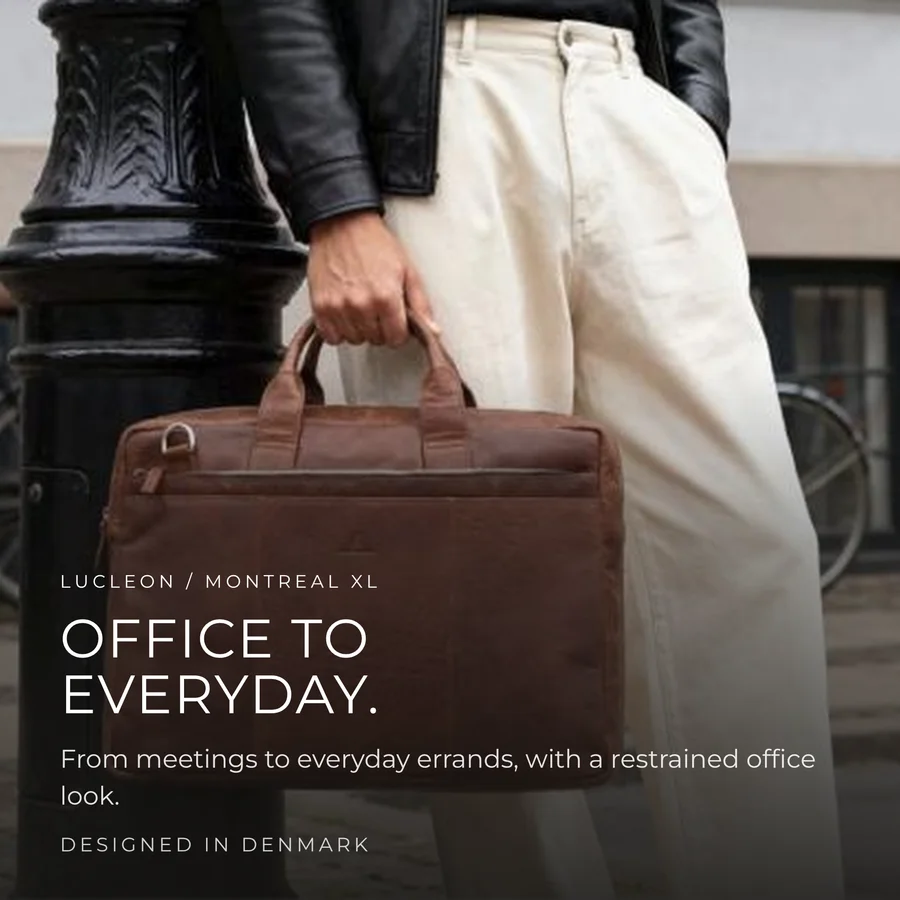 LUCLEON / MONTREAL XL
OFFICE TO
EVERYDAY.
From meetings to everyday errands, with a restrained office
look.
DESIGNED IN DENMARK